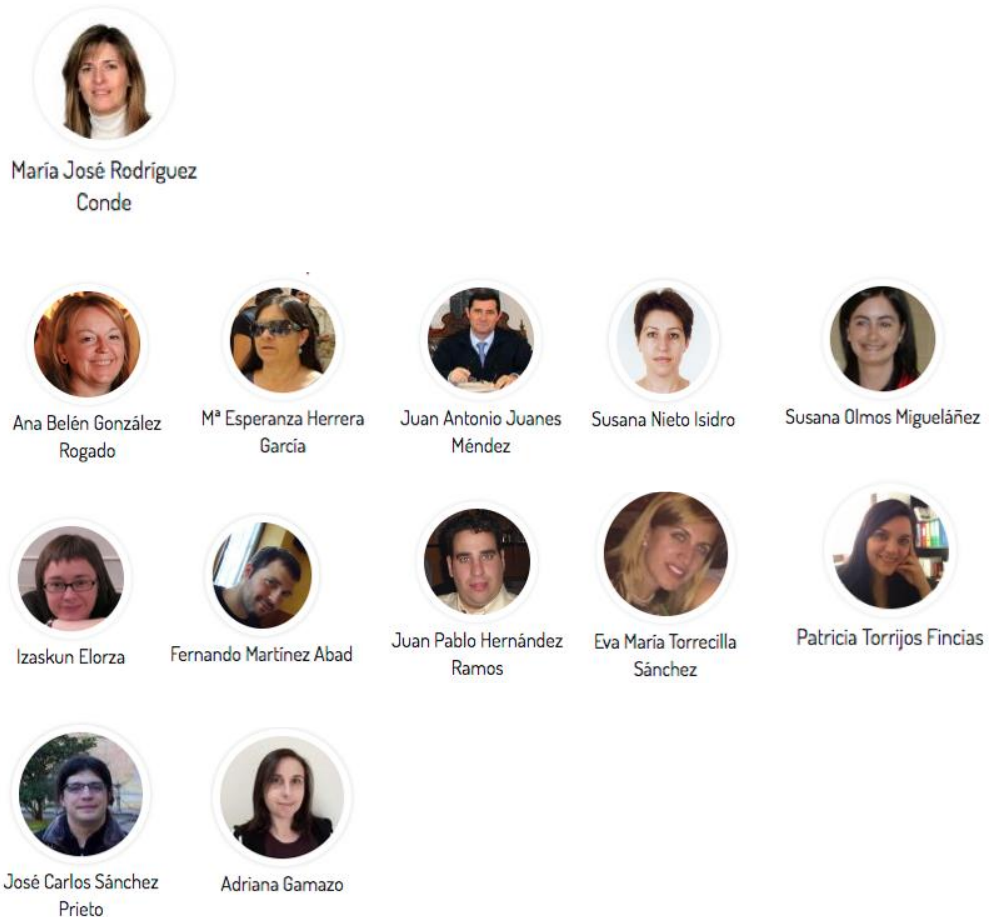 María José Rodríguez
Conde
Ana Belén González
Rogado
Mª Esperanza Herrera
García
Juan Antonio Juanes
Méndez
Susana Nieto Isidro
Susana Olmos Migueláñez
Izaskun Elorza
Fernando Martínez Abad
Juan Pablo Hernández
Ramos
Eva María Torrecilla
Sánchez
Patricia Torrijos Fincias
José Carlos Sánchez
Prieto
Adriana Gamazo